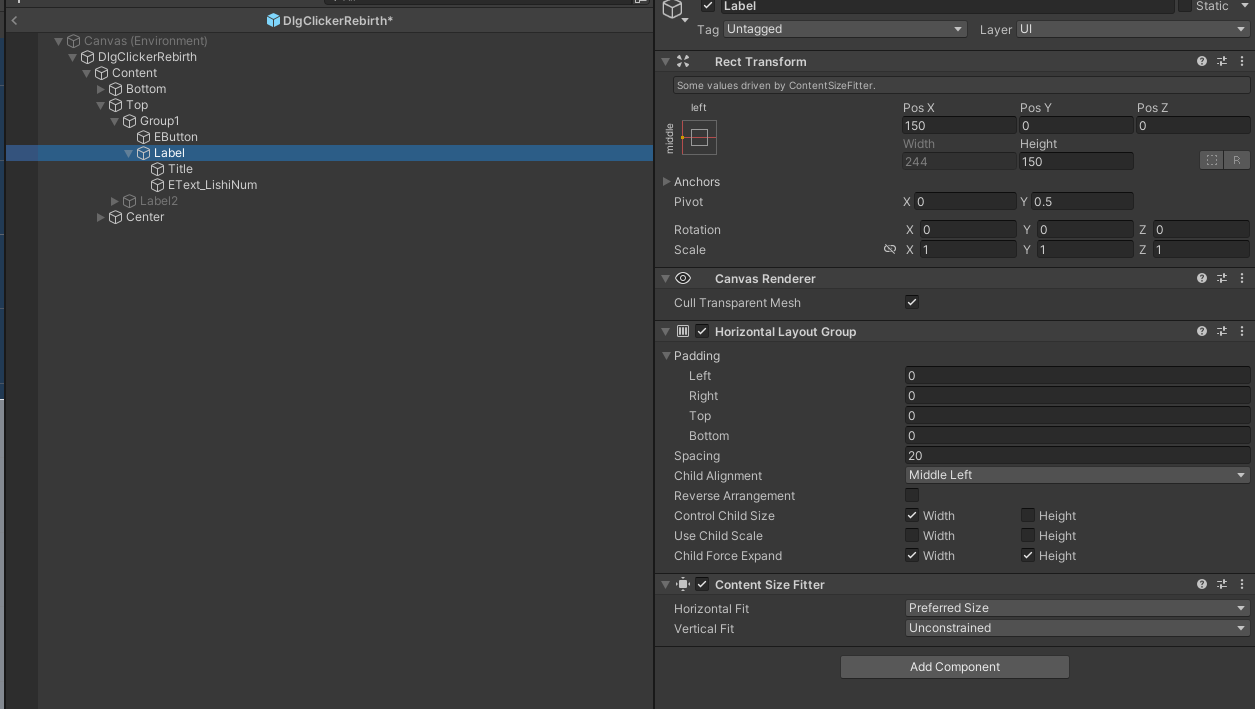 DlgClickerRebirth*
Canvas (Environment)
DlgClickerRebirth
Content
Bottom
Top
Group1
EButton
Label
Title
EText_LishiNum
Label2
Center
Label
Static
Tag Untagged Layer UI
Rect Transform
Some values driven by ContentSizeFitter.
left
middle
Pos X Pos Y Pos Z
150 0 0
Width Height
244 150 R
Anchors
Pivot X 0 Y 0.5
Rotation X 0 Y 0 Z 0
Scale X 1 Y 1 Z 1
Canvas Renderer
Cull Transparent Mesh
Horizontal Layout Group
Padding
Left 0
Right 0
Top 0
Bottom 0
Spacing 20
Child Alignment Middle Left
Reverse Arrangement
Control Child Size Width Height
Use Child Scale Width Height
Child Force Expand Width Height
Content Size Fitter
Horizontal Fit Preferred Size
Vertical Fit Unconstrained
Add Component